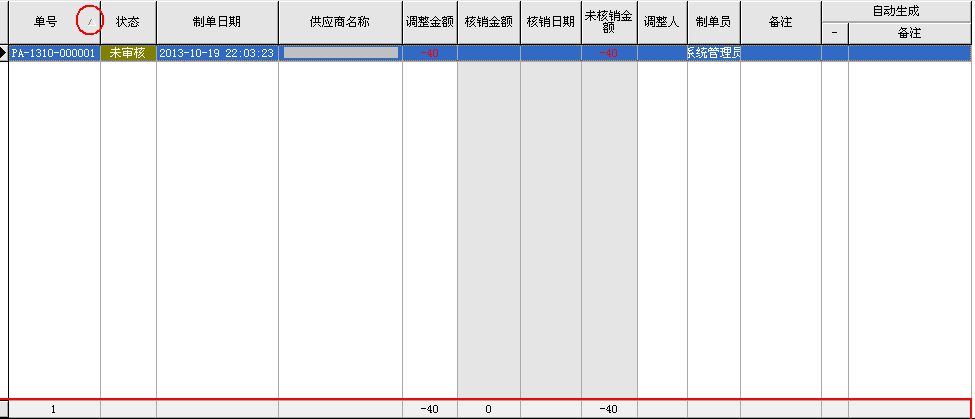 单号 状态 制单日期 供应商名称 调整金额 核销金额 核销日期 未核销金额 调整人 制单员 备注 自动生成
- 备注
PA-1310-000001 未审核 2013-10-19 22:03:23 -40 -40 系统管理员
1 -40 0 -40